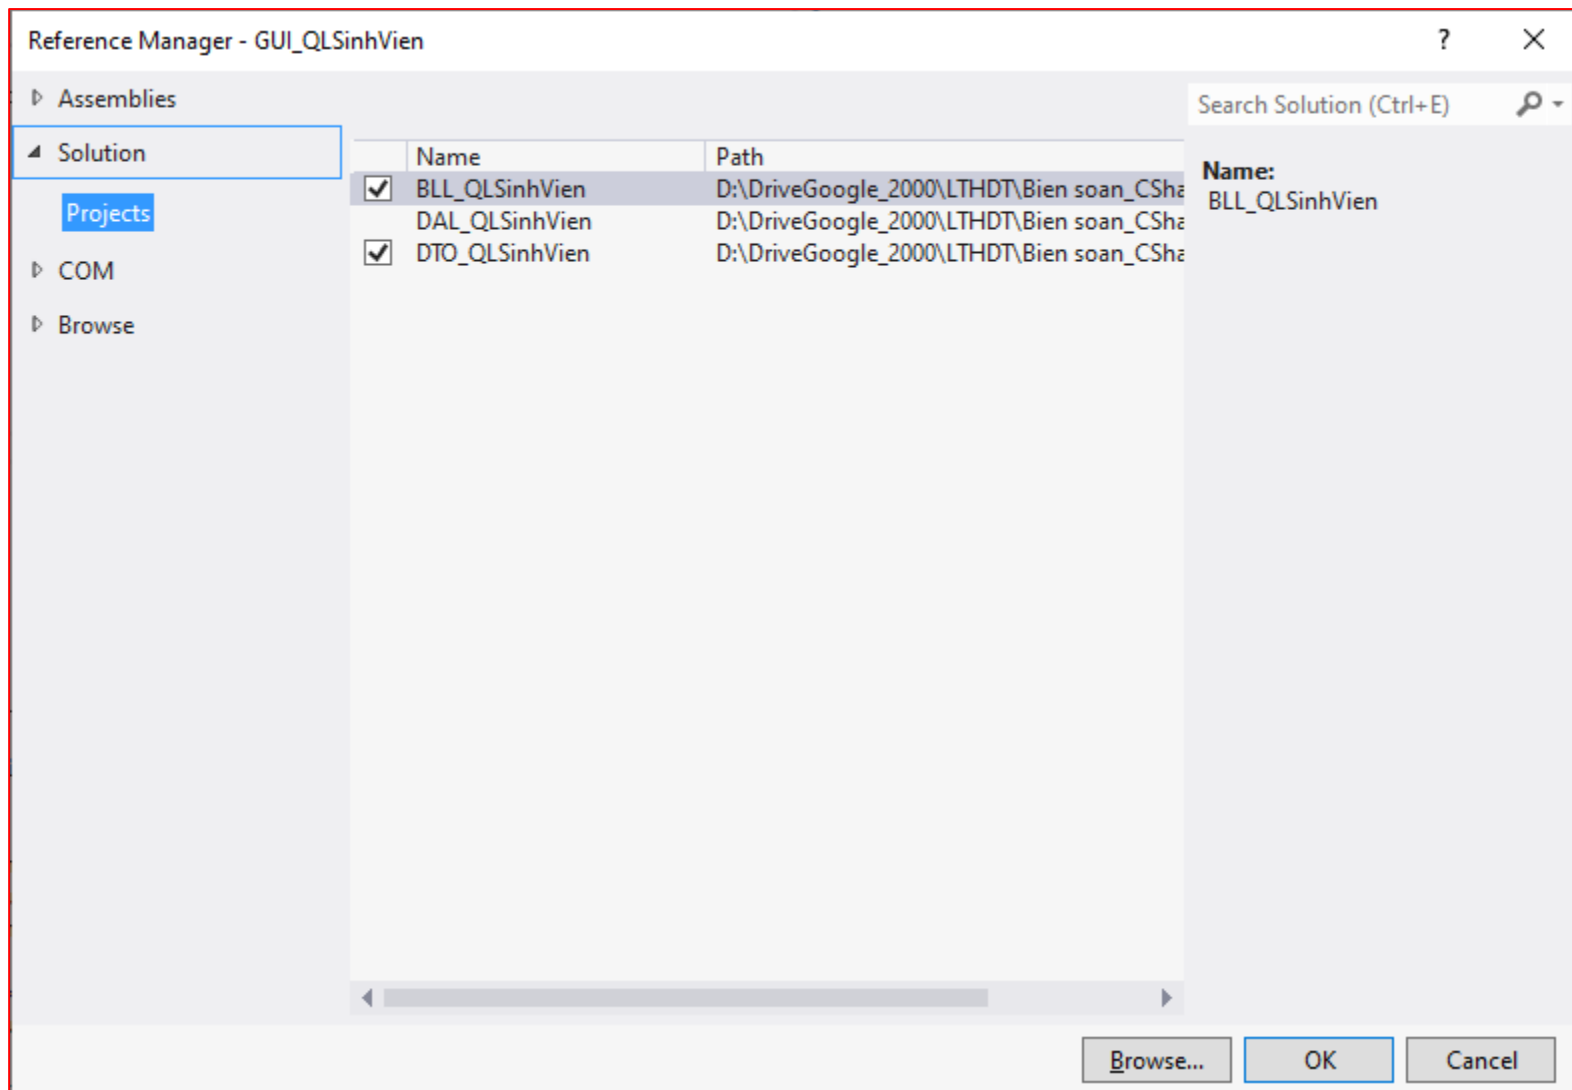 Reference Manager - GUI_QLSinhVien ?
Assemblies
Search Solution (Ctrl+E)
Solution
Projects
COM
Browse
Name Path
BLL_QLSinhVien D:\DriveGoogle_2000\LTHDT\Bien soan_CSha
DAL_QLSinhVien D:\DriveGoogle_2000\LTHDT\Bien soan_CSha
DTO_QLSinhVien D:\DriveGoogle_2000\LTHDT\Bien soan_CSha
Name:
BLL_QLSinhVien
Browse... OK Cancel